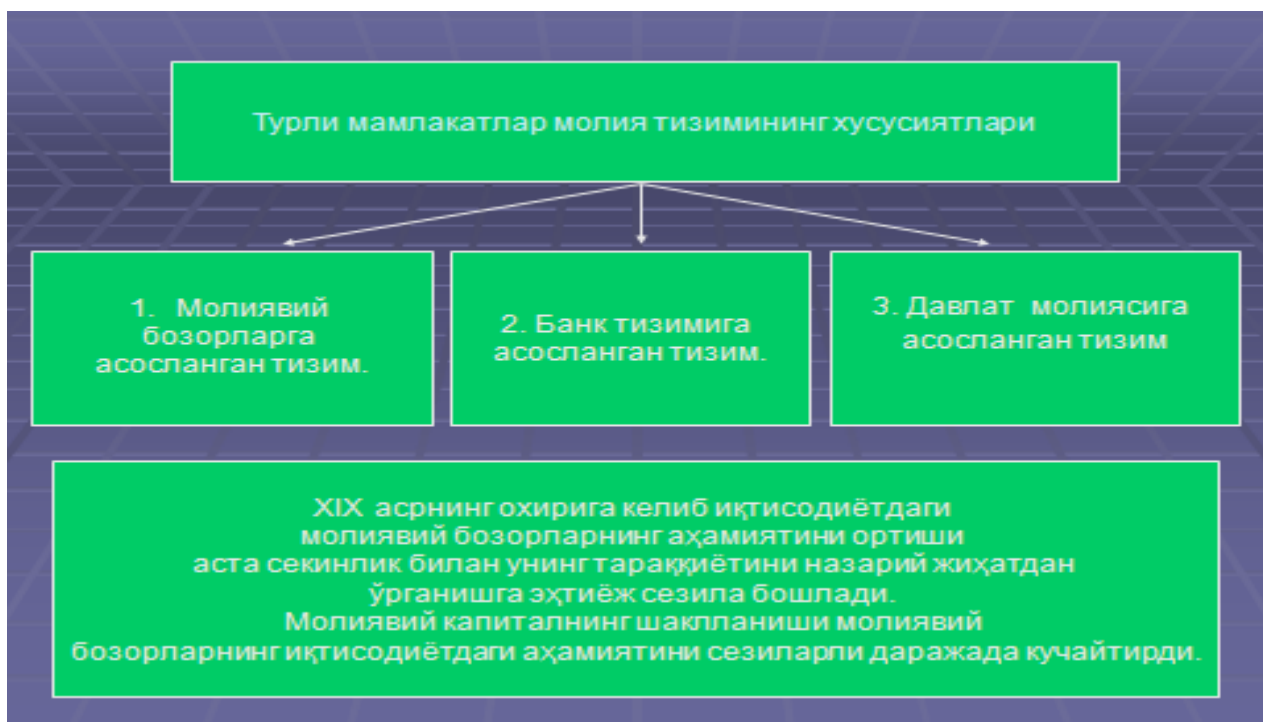 Турли мамлакатлар молия тизимининг хусусиятлари
1. Молиявий
бозорларга
асосланган тизим.
2. Банк тизимига
асосланган тизим.
3. Давлат молиясига
асосланган тизим
XIX асрнинг охирига келиб иқтисодиётдаги
молиявий бозорларнинг аҳамиятини ортиши
аста секинлик билан унинг тараққиётини назарий жиҳатдан
ўрганишга эҳтиёж сезила бошлади.
Молиявий капиталнинг шаклланиши молиявий
бозорларнинг иқтисодиётдаги аҳамиятини сезиларли даражада кучайтирди.